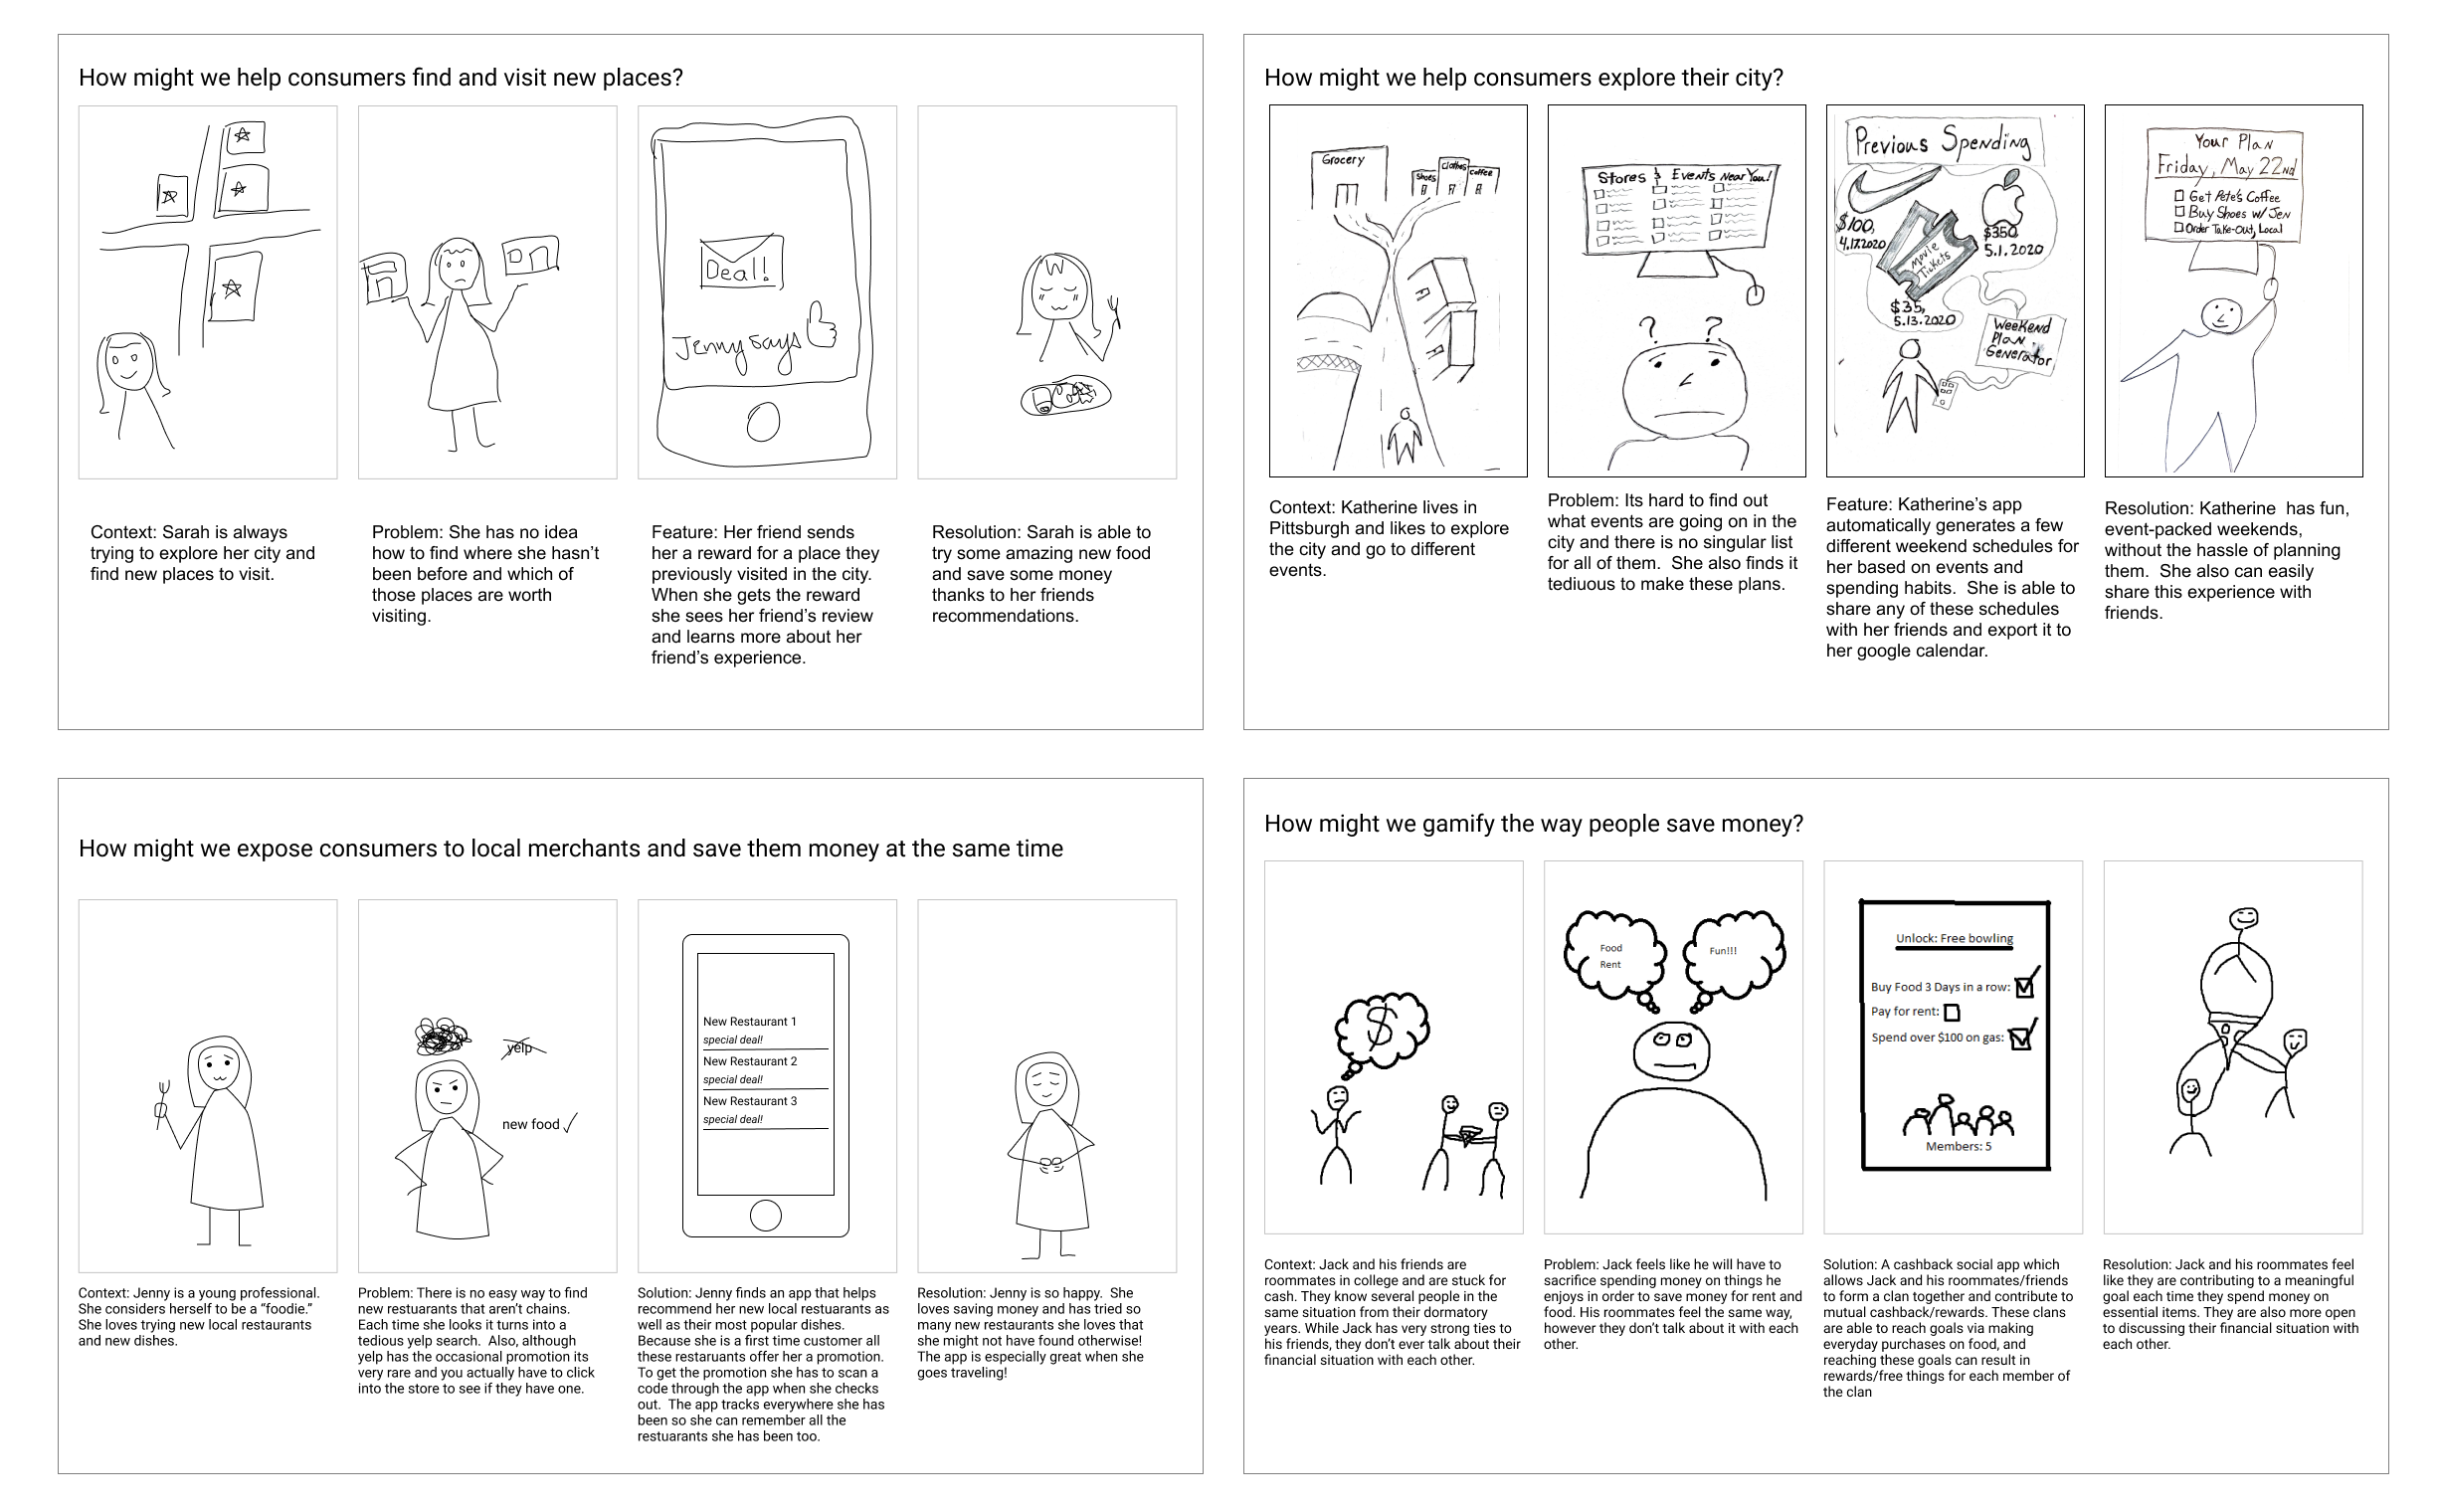 How might we help consumers find and visit new places?
Deal!
Jenny says
Context: Sarah is always
trying to explore her city and
find new places to visit.
Problem: She has no idea
how to find where she hasn't
been before and which of
those places are worth
visiting.
Feature: Her friend sends
her a reward for a place they
previously visited in the city.
When she gets the reward
she sees her friend's review
and learns more about her
friend's experience.
Resolution: Sarah is able to
try some amazing new food
and save some money
thanks to her friends
recommendations.
How might we help consumers explore their city?
Grocery
Shoes
Clothes
Coffee
Stores & Events Near You!
Previous Spending
$100,
4.17.2020
Movie
Tickets
$350
5.1.2020
$35,
5.13.2020
Weekend
Plan
Generator
Your Plan
Friday, May 22nd
Get Pete's Coffee
Buy Shoes w/ Jen
Order Take-Out, Local
Context: Katherine lives in
Pittsburgh and likes to explore
the city and go to different
events.
Problem: Its hard to find out
what events are going on in the
city and there is no singular list
for all of them.  She also finds it
tediuous to make these plans.
Feature: Katherine's app
automatically generates a few
different weekend schedules for
her based on events and
spending habits.  She is able to
share any of these schedules
with her friends and export it to
her google calendar.
Resolution: Katherine  has fun,
event-packed weekends,
without the hassle of planning
them.  She also can easily
share this experience with
friends.
How might we expose consumers to local merchants and save them money at the same time
yelp
new food
New Restaurant 1
special deal!
New Restaurant 2
special deal!
New Restaurant 3
special deal!
Context: Jenny is a young professional.
She considers herself to be a “foodie.”
She loves trying new local restaurants
and new dishes.
Problem: There is no easy way to find
new restuarants that aren't chains.
Each time she looks it turns into a
tedious yelp search.  Also, although
yelp has the occasional promotion its
very rare and you actually have to click
into the store to see if they have one.
Solution: Jenny finds an app that helps
recommend her new local restuarants as
well as their most popular dishes.
Because she is a first time customer all
these restaruants offer her a promotion.
To get the promotion she has to scan a
code through the app when she checks
out.  The app tracks everywhere she has
been so she can remember all the
restuarants she has been too.
Resolution: Jenny is so happy.  She
loves saving money and has tried so
many new restaurants she loves that
she might not have found otherwise!
The app is especially great when she
goes traveling!
How might we gamify the way people save money?
$
Food
Rent
Fun!!!
Unlock: Free bowling
Buy Food 3 Days in a row:
Pay for rent:
Spend over $100 on gas:
Members: 5
Context: Jack and his friends are
roommates in college and are stuck for
cash. They know several people in the
same situation from their dormatory
years. While Jack has very strong ties to
his friends, they don't ever talk about their
financial situation with each other.
Problem: Jack feels like he will have to
sacrifice spending money on things he
enjoys in order to save money for rent and
food. His roommates feel the same way,
however they don't talk about it with each
other.
Solution: A cashback social app which
allows Jack and his roommates/friends
to form a clan together and contribute to
mutual cashback/rewards. These clans
are able to reach goals via making
everyday purchases on food, and
reaching these goals can result in
rewards/free things for each member of
the clan
Resolution: Jack and his roommates feel
like they are contributing to a meaningful
goal each time they spend money on
essential items. They are also more open
to discussing their financial situation with
each other.